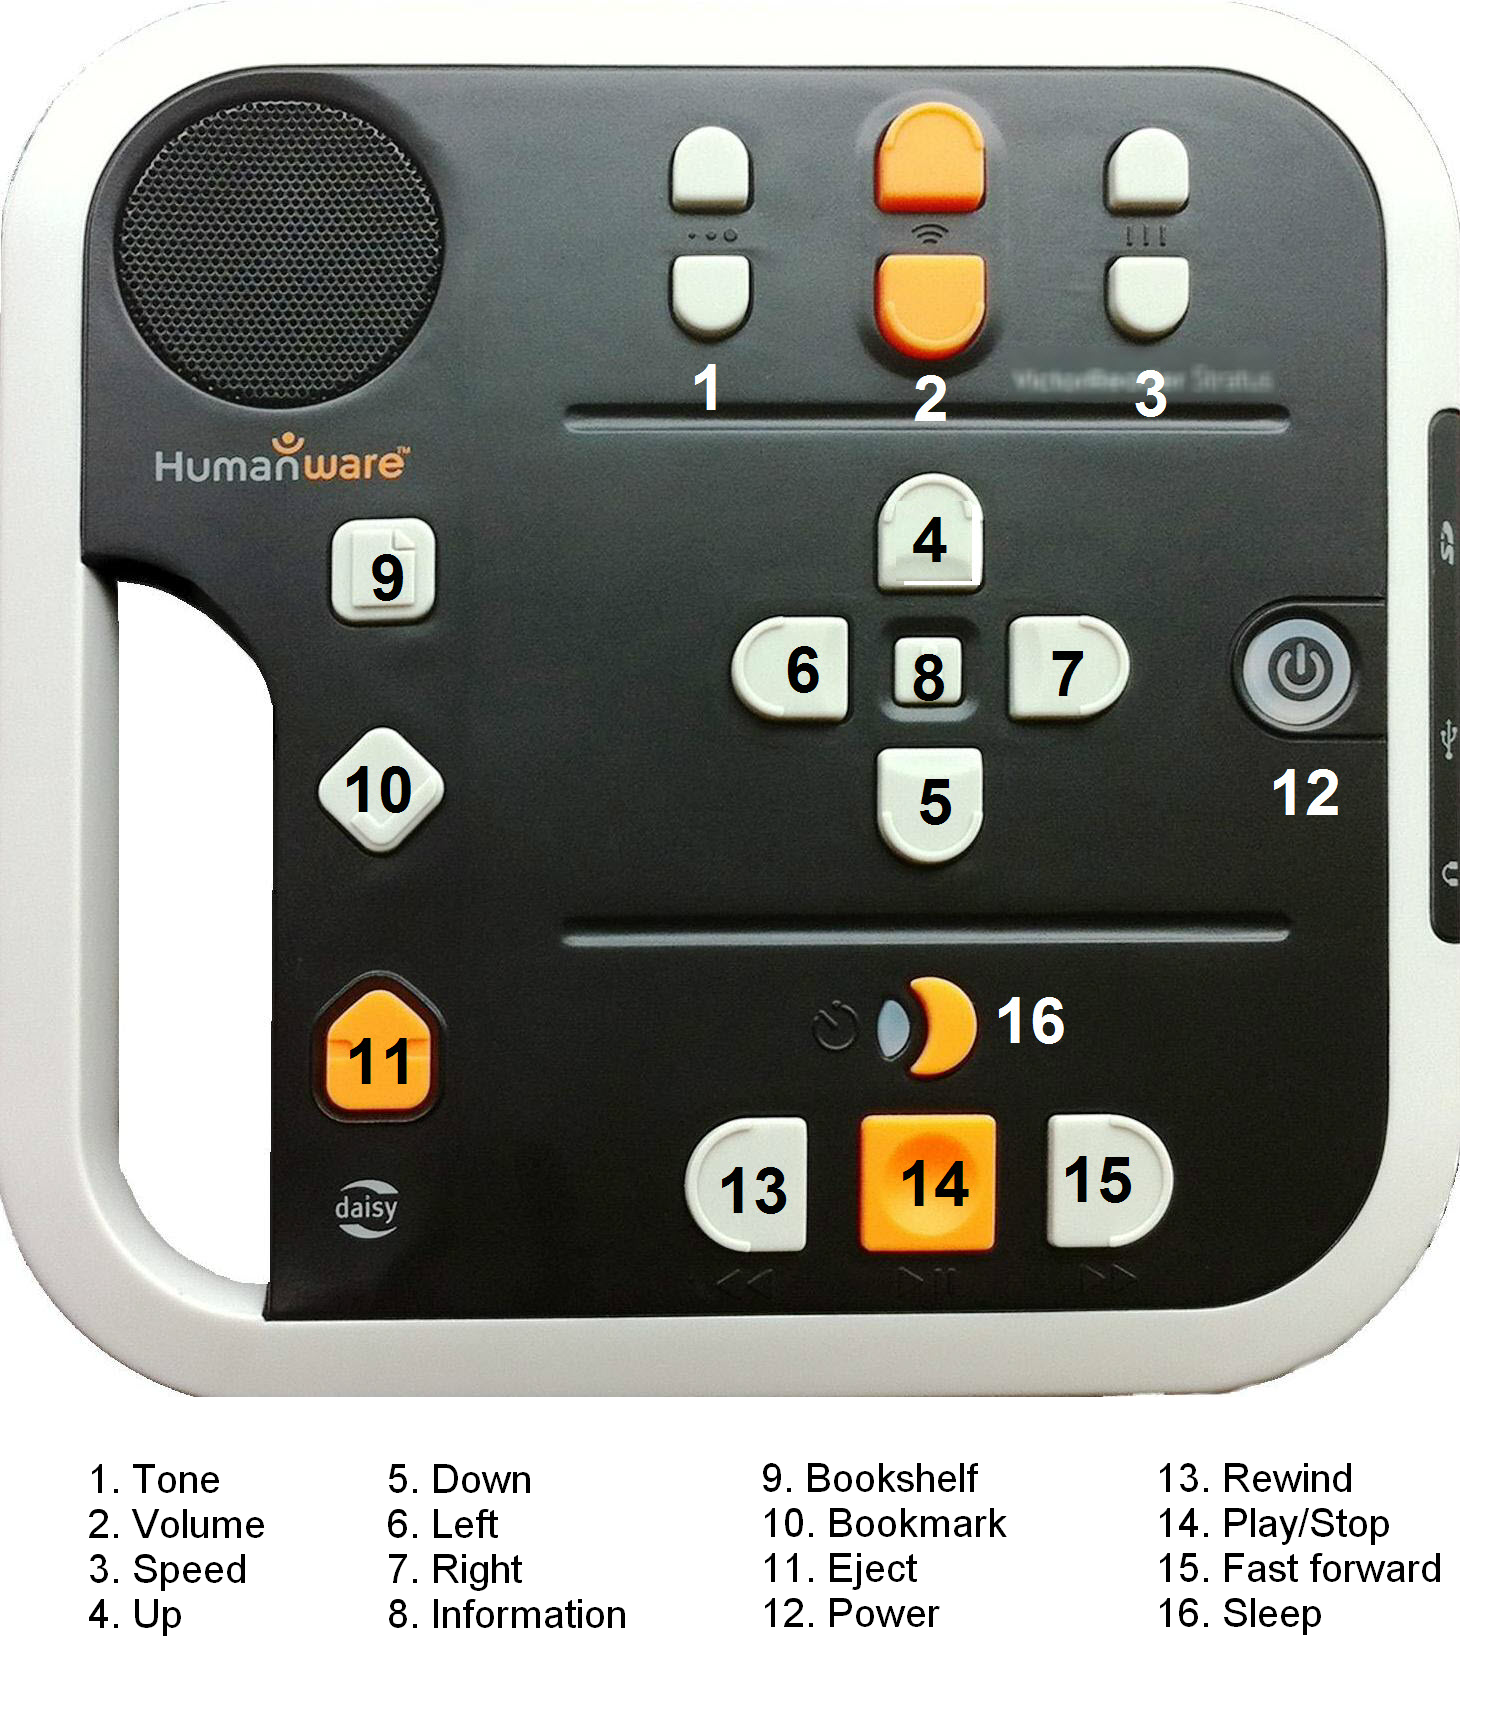 1
2
3
Stratus
Humanware™
4
9
6
8
7
10
5
12
16
11
13
14
15
daisy
1. Tone
2. Volume
3. Speed
4. Up
5. Down
6. Left
7. Right
8. Information
9. Bookshelf
10. Bookmark
11. Eject
12. Power
13. Rewind
14. Play/Stop
15. Fast forward
16. Sleep